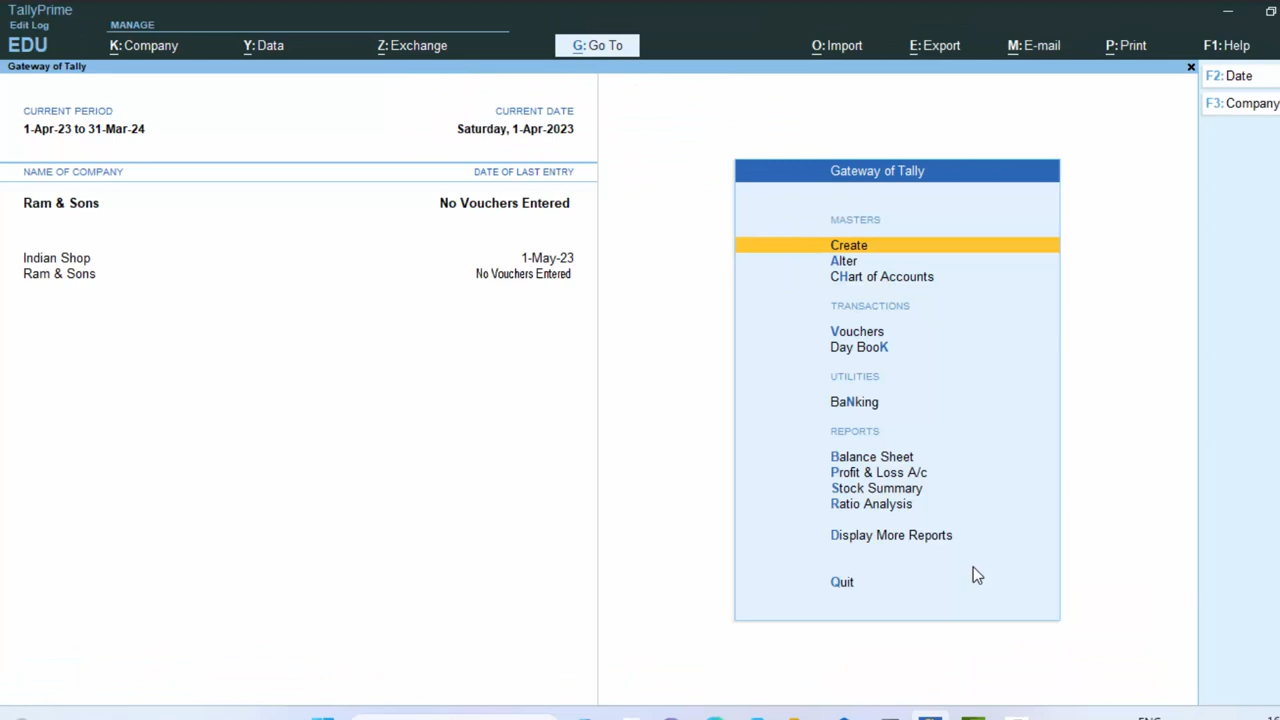 TallyPrime
Edit Log
EDU
MANAGE
K: Company Y: Data Z: Exchange G: Go To O: Import E: Export M: E-mail P: Print F1: Help
Gateway of Tally
F2: Date
F3: Company
CURRENT PERIOD CURRENT DATE
1-Apr-23 to 31-Mar-24 Saturday, 1-Apr-2023
NAME OF COMPANY DATE OF LAST ENTRY
Ram & Sons No Vouchers Entered
Indian Shop 1-May-23
Ram & Sons No Vouchers Entered
Gateway of Tally
MASTERS
Create
Alter
CHart of Accounts
TRANSACTIONS
Vouchers
Day BooK
UTILITIES
BaNking
REPORTS
Balance Sheet
Profit & Loss A/c
Stock Summary
Ratio Analysis
Display More Reports
Quit